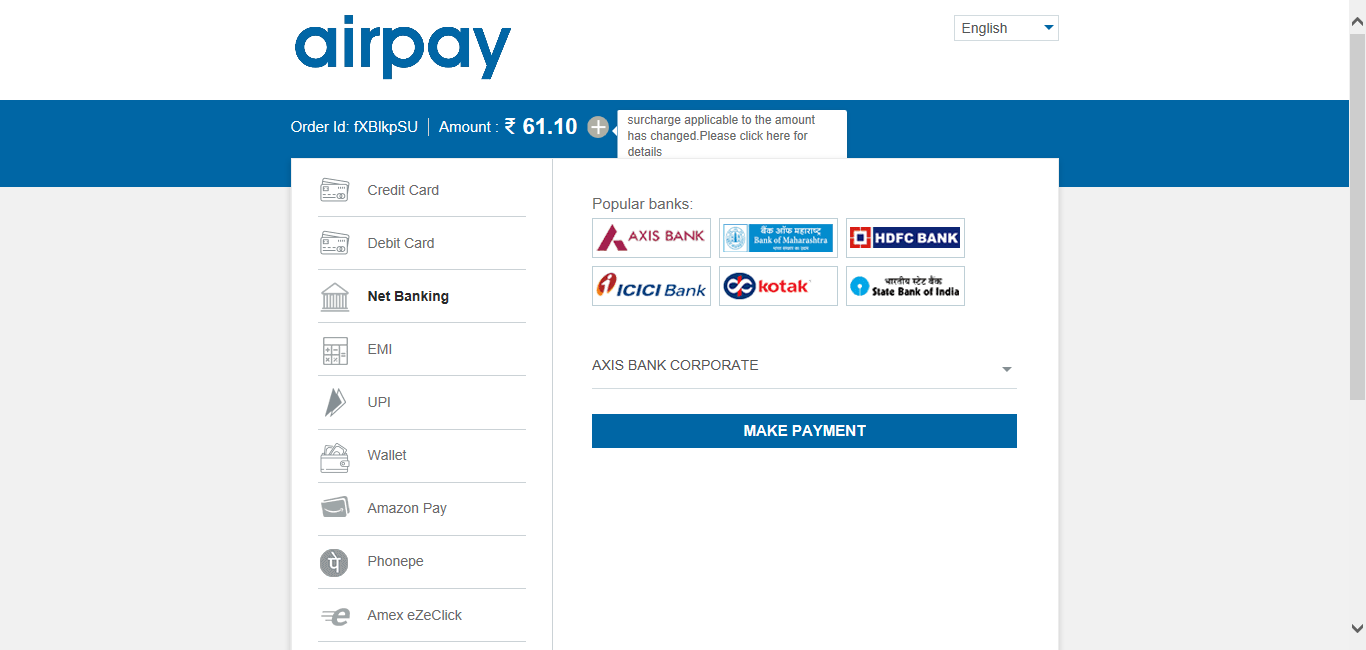 airpay
English
Order Id: fXBlkpSU
Amount : ₹ 61.10
surcharge applicable to the amount
has changed.Please click here for
details
Credit Card
Debit Card
Net Banking
EMI
UPI
Wallet
Amazon Pay
Phonepe
Amex eZeClick
Popular banks:
AXIS BANK
बैंक ऑफ महाराष्ट्र
Bank of Maharashtra
HDFC BANK
ICICI Bank
kotak
भारतीय स्टेट बैंक
State Bank of India
AXIS BANK CORPORATE
MAKE PAYMENT